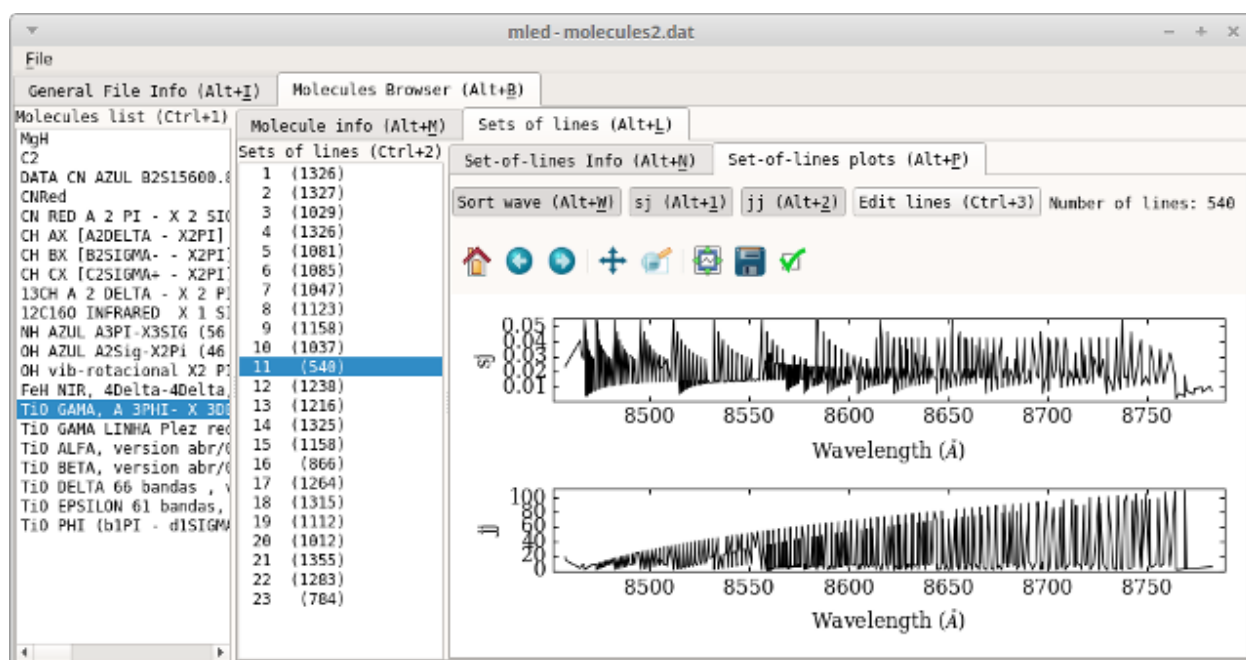 mled - molecules2.dat
File
General File Info (Alt+I)
Molecules Browser (Alt+B)
Molecules list (Ctrl+1)
MgH
C2
DATA CN AZUL B2S15600.8
CNRed
CN RED A 2 PI - X 2 SIG
CH AX [A2DELTA - X2PI]
CH BX [B2SIGMA- - X2PI]
CH CX [C2SIGMA+ - X2PI]
13CH A 2 DELTA - X 2 PI
12C16O INFRARED X 1 SI
NH AZUL A3PI-X3SIG (56
OH AZUL A2Sig-X2Pi (46
OH vib-rotacional X2 PI
FeH NIR, 4Delta-4Delta,
TiO GAMA, A 3PHI- X 3DE
TiO GAMA LINHA Plez red
TiO ALFA, version abr/0
TiO BETA, version abr/0
TiO DELTA 66 bandas , v
TiO EPSILON 61 bandas,
TiO PHI (b1PI - d1SIGMA
Molecule info (Alt+M)
Sets of lines (Alt+L)
Sets of lines (Ctrl+2)
1 (1326)
2 (1327)
3 (1029)
4 (1326)
5 (1081)
6 (1085)
7 (1047)
8 (1123)
9 (1158)
10 (1037)
11 (540)
12 (1238)
13 (1216)
14 (1325)
15 (1158)
16 (866)
17 (1264)
18 (1315)
19 (1112)
20 (1012)
21 (1355)
22 (1283)
23 (784)
Set-of-lines Info (Alt+N)
Set-of-lines plots (Alt+P)
Sort wave (Alt+W)
sj (Alt+1)
jj (Alt+2)
Edit lines (Ctrl+3)
Number of lines: 540
sj
0.05
0.04
0.03
0.02
0.01
8500 8550 8600 8650 8700 8750
Wavelength (Å)
jj
100
80
60
40
20
0
8500 8550 8600 8650 8700 8750
Wavelength (Å)